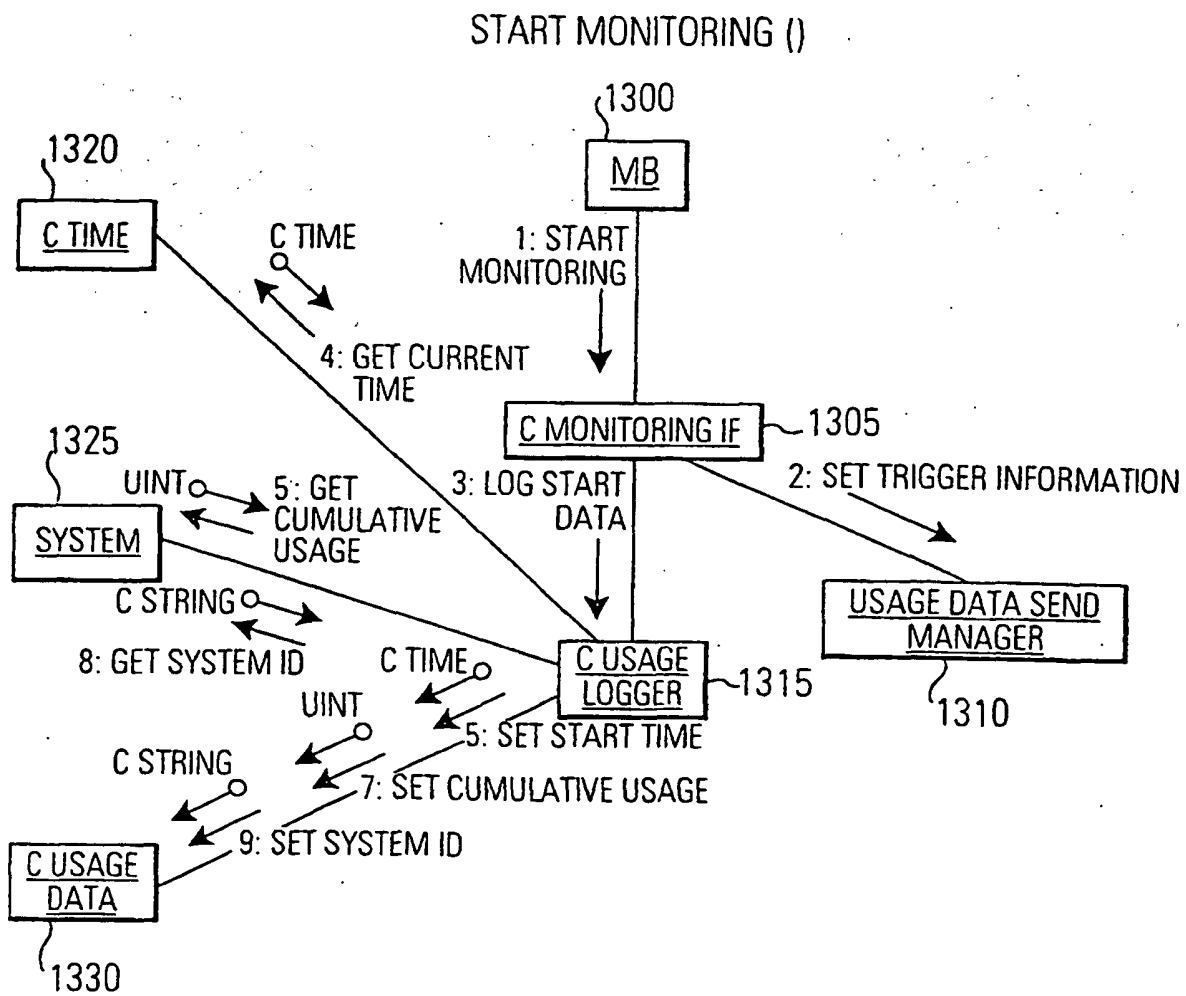 START MONITORING ()
1300
MB
1320
C TIME
C TIME
1: START
MONITORING
4: GET CURRENT
TIME
C MONITORING IF
1305
1325
UINT
5: GET
CUMULATIVE
USAGE
3: LOG START
DATA
2: SET TRIGGER INFORMATION
SYSTEM
C STRING
8: GET SYSTEM ID
USAGE DATA SEND
MANAGER
1310
C TIME
C USAGE
LOGGER
1315
UINT
5: SET START TIME
C STRING
7: SET CUMULATIVE USAGE
9: SET SYSTEM ID
C USAGE
DATA
1330